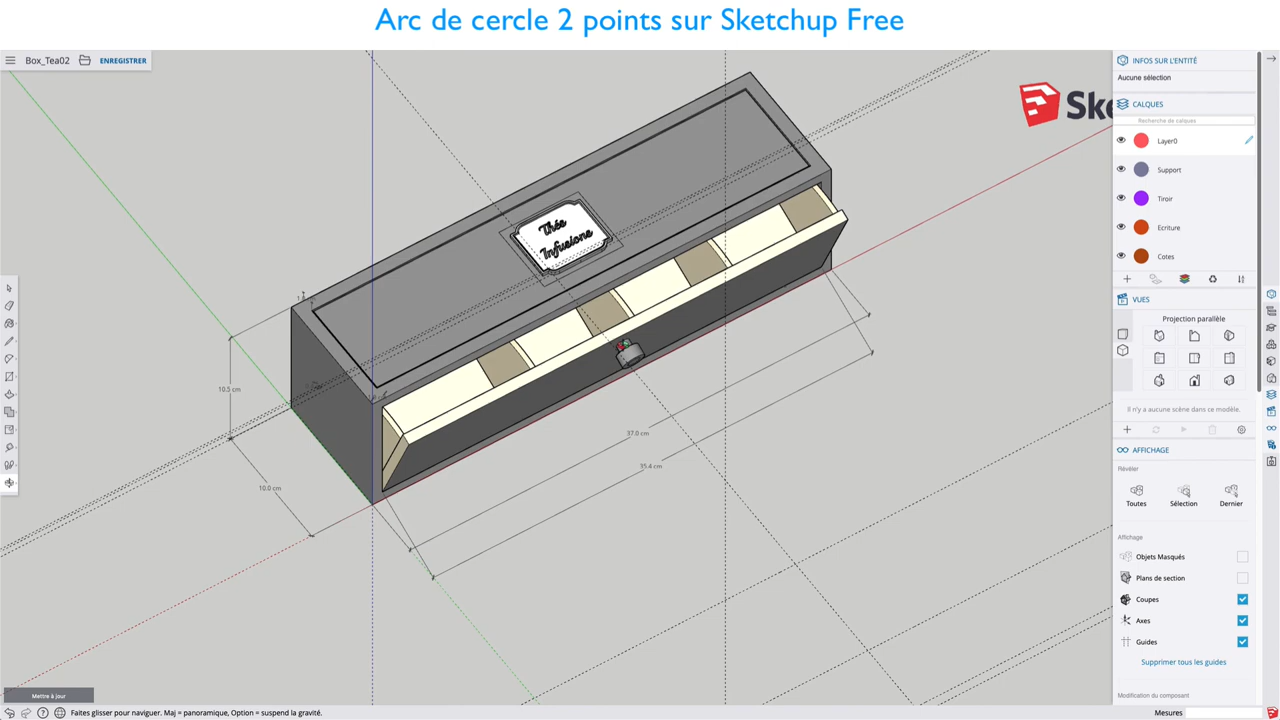 Arc de cercle 2 points sur Sketchup Free
Box_Tea02
ENREGISTRER
Ske
Thée
Infusions
10.5 cm
10.0 cm
37.0 cm
35.4 cm
INFOS SUR L'ENTITÉ
Aucune sélection
CALQUES
Recherche de calques
Layer0
Support
Tiroir
Ecriture
Cotes
VUES
Projection parallèle
Il n'y a aucune scène dans ce modèle.
AFFICHAGE
Révéler
Toutes
Sélection
Dernier
Affichage
Objets Masqués
Plans de section
Coupes
Axes
Guides
Supprimer tous les guides
Modification du composant
Mettre à jour
Faites glisser pour naviguer. Maj = panoramique, Option = suspend la gravité.
Mesures